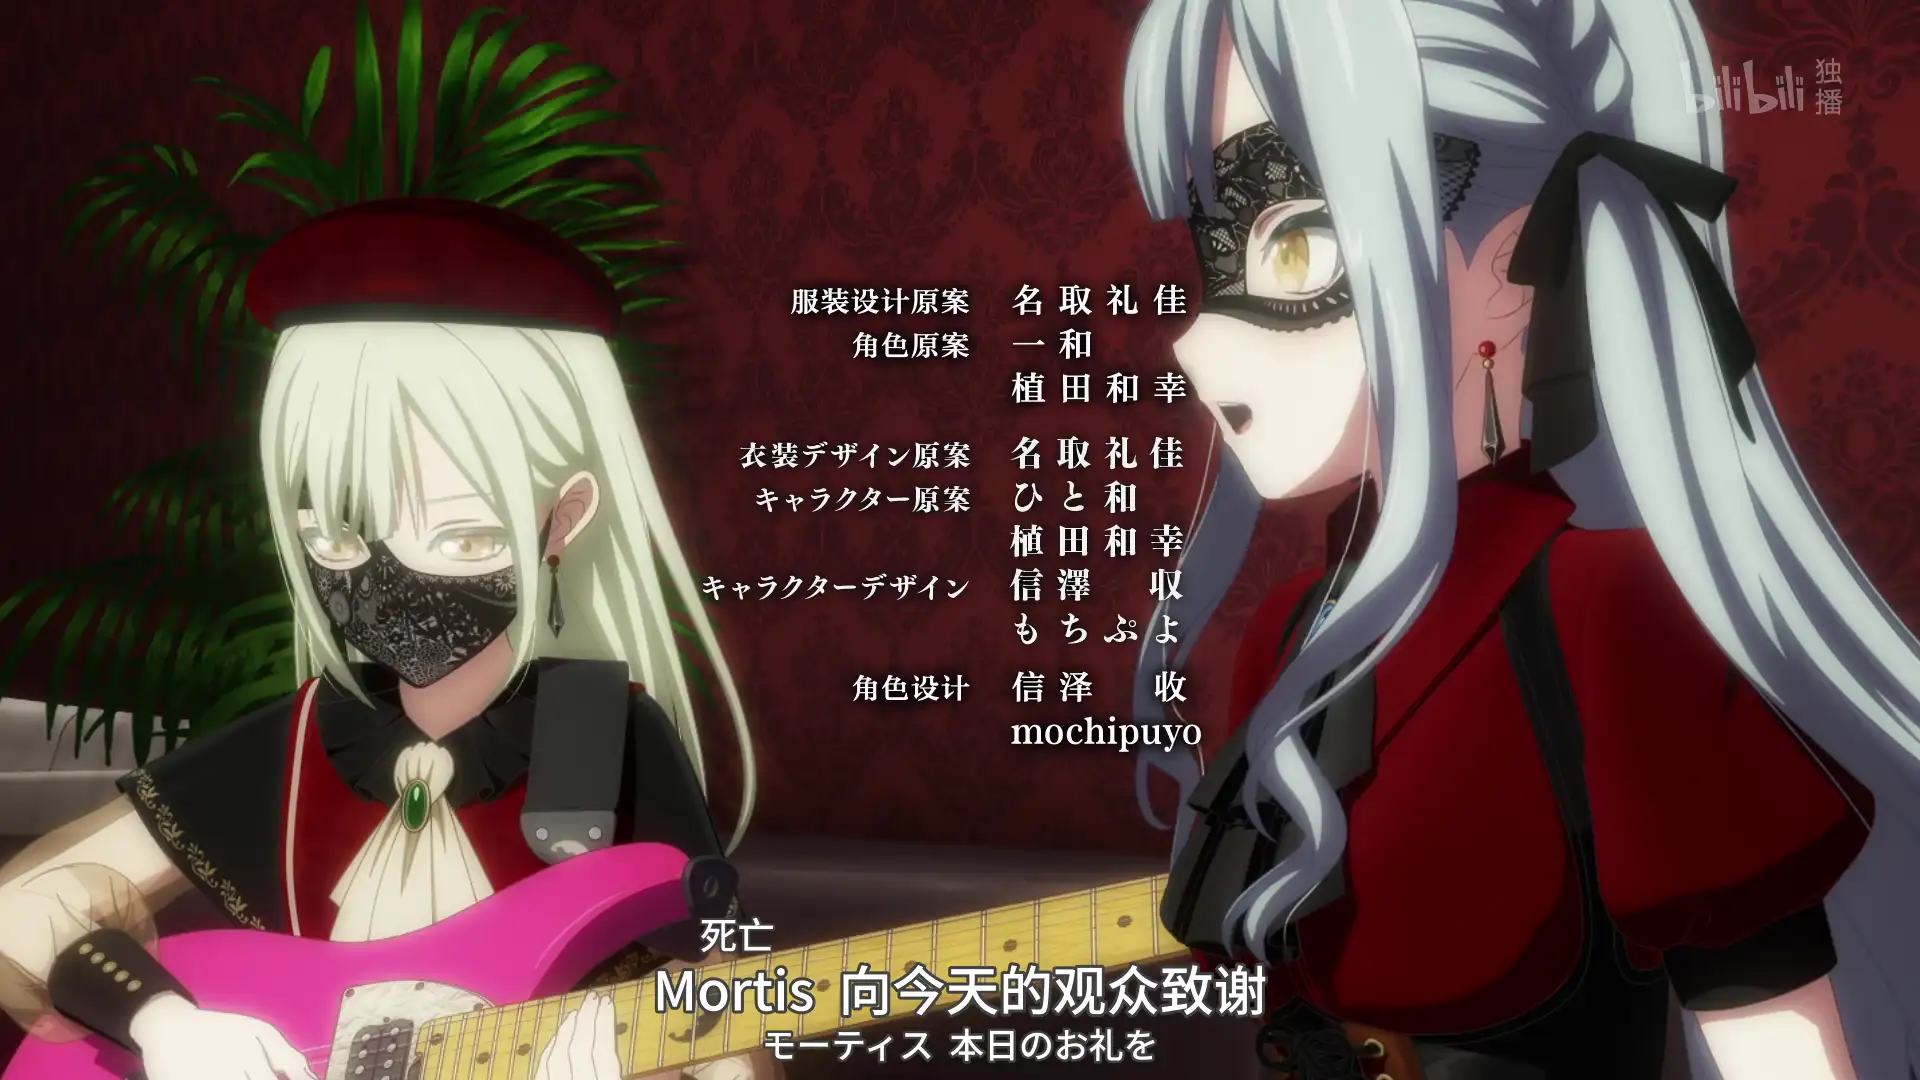 bilibili 独播
服装设计原案 名取礼佳
角色原案 一和
植田和幸
衣装デザイン原案 名取礼佳
キャラクター原案 ひと和
植田和幸
キャラクターデザイン 信澤 収
もちぷよ
角色设计 信泽 收
mochipuyo
死亡
Mortis 向今天的观众致谢
モーティス 本日のお礼を